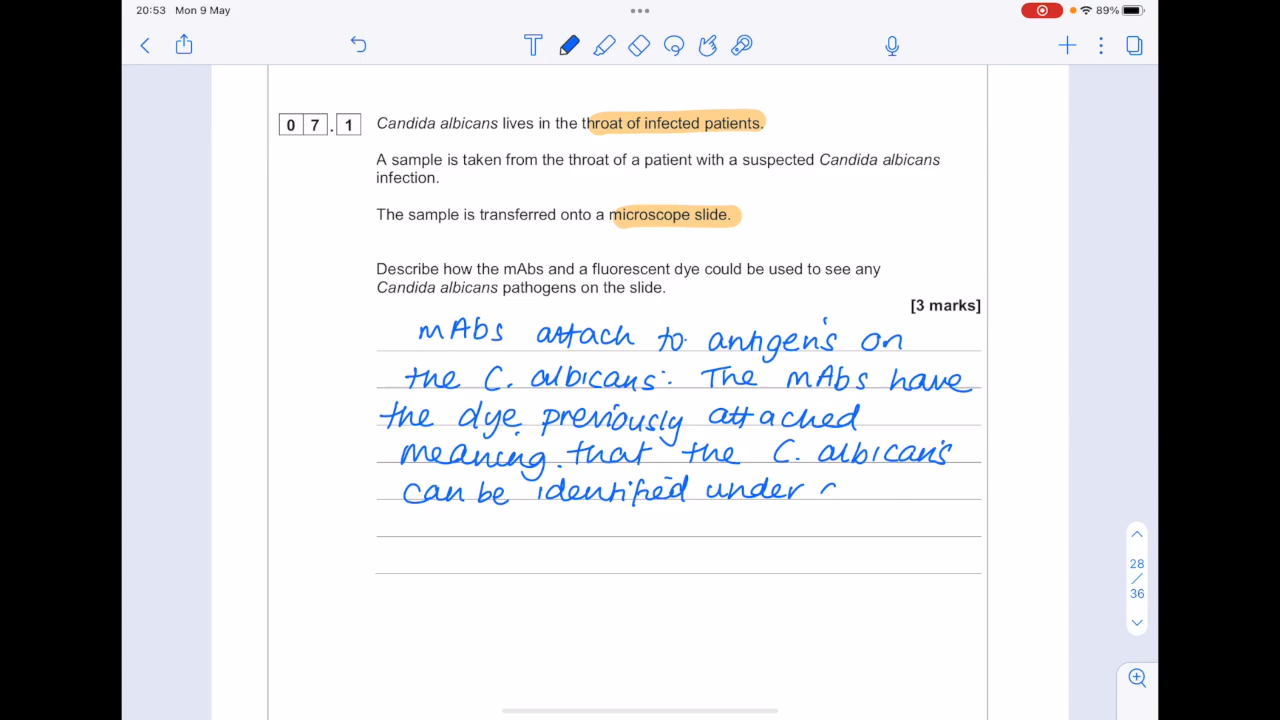 20:53 Mon 9 May
89%
07.1 Candida albicans lives in the throat of infected patients.
A sample is taken from the throat of a patient with a suspected Candida albicans
infection.
The sample is transferred onto a microscope slide.
Describe how the mAbs and a fluorescent dye could be used to see any
Candida albicans pathogens on the slide.
[3 marks]
mAbs attach to antigens on
the C. albicans. The mAbs have
the dye previously attached
meaning that the C. albicans
can be identified under
28
/
36